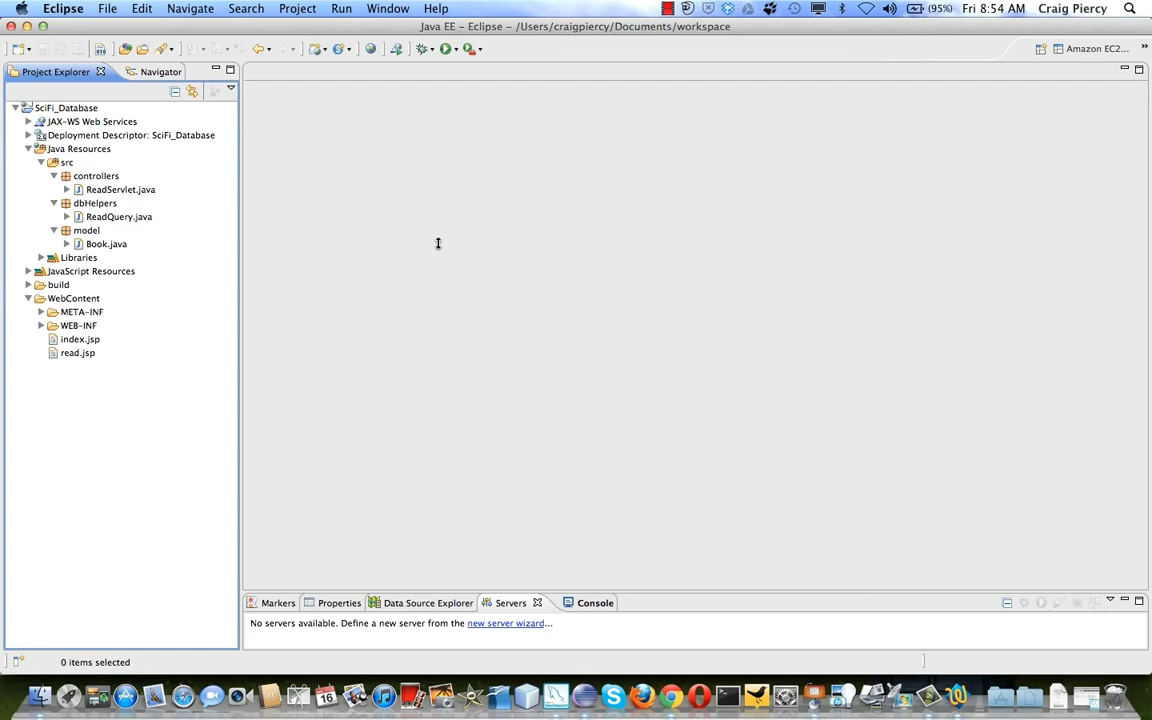 Eclipse File Edit Navigate Search Project Run Window Help (95%) Fri 8:54 AM Craig Piercy
Java EE - Eclipse - /Users/craigpiercy/Documents/workspace
Amazon EC2... »
Project Explorer Navigator
SciFi_Database
JAX-WS Web Services
Deployment Descriptor: SciFi_Database
Java Resources
src
controllers
ReadServlet.java
dbHelpers
ReadQuery.java
model
Book.java
Libraries
JavaScript Resources
build
WebContent
META-INF
WEB-INF
index.jsp
read.jsp
Markers Properties Data Source Explorer Servers Console
No servers available. Define a new server from the new server wizard...
0 items selected